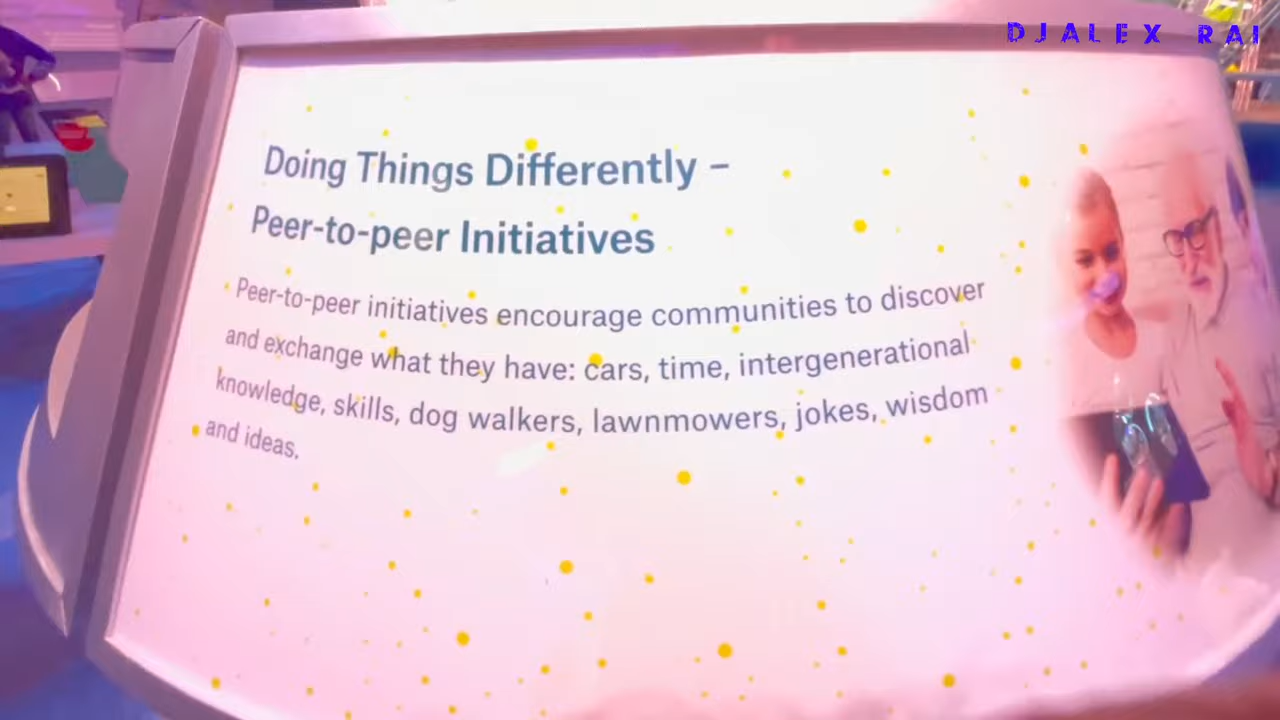 DJALEX RAI
Doing Things Differently –
Peer-to-peer Initiatives
Peer-to-peer initiatives encourage communities to discover
and exchange what they have: cars, time, intergenerational
knowledge, skills, dog walkers, lawnmowers, jokes, wisdom
and ideas.